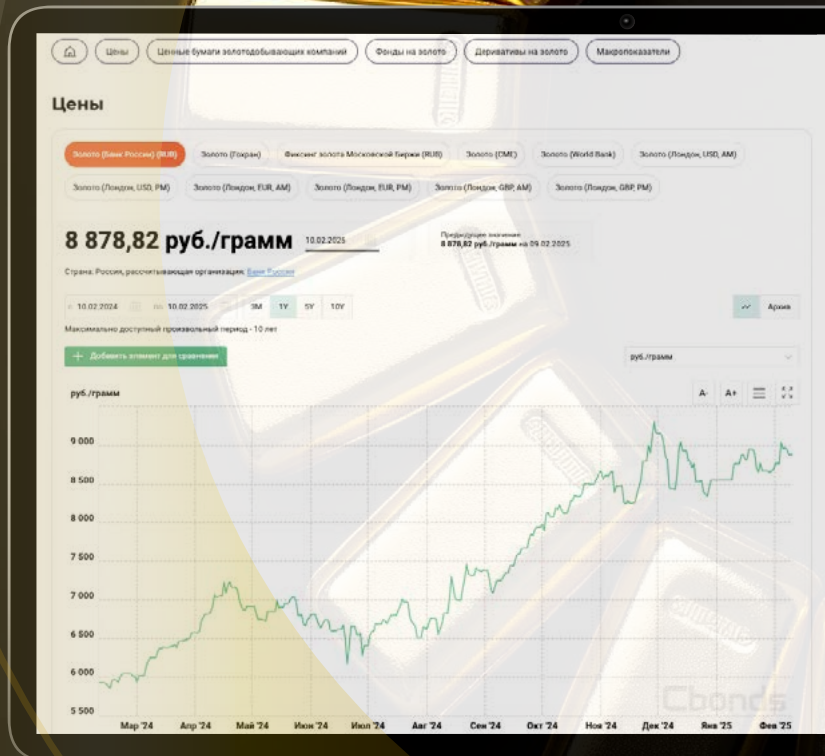 Цены Ценные бумаги золотодобывающих компаний Фонды на золото Деривативы на золото Макропоказатели
Цены
Золото (Банк России) (RUB) Золото (Гохран) Фиксинг золота Московской Биржи (RUB) Золото (CME) Золото (World Bank) Золото (Лондон, USD, AM)
Золото (Лондон, USD, PM) Золото (Лондон, EUR, AM) Золото (Лондон, EUR, PM) Золото (Лондон, GBP, AM) Золото (Лондон, GBP, PM)
8 878,82 руб./грамм 10.02.2025
Предыдущее значение
8 878,82 руб./грамм на 09.02.2025
Страна: Россия, рассчитывающая организация: Банк России
с 10.02.2024 по 10.02.2025 3M 1Y 5Y 10Y Архив
Максимально доступный произвольный период - 10 лет
+ Добавить элемент для сравнения руб./грамм
руб./грамм A- A+
9 000
8 500
8 000
7 500
7 000
6 500
6 000
5 500
Мар '24 Апр '24 Май '24 Июн '24 Июл '24 Авг '24 Сен '24 Окт '24 Ноя '24 Дек '24 Янв '25 Фев '25
Cbonds